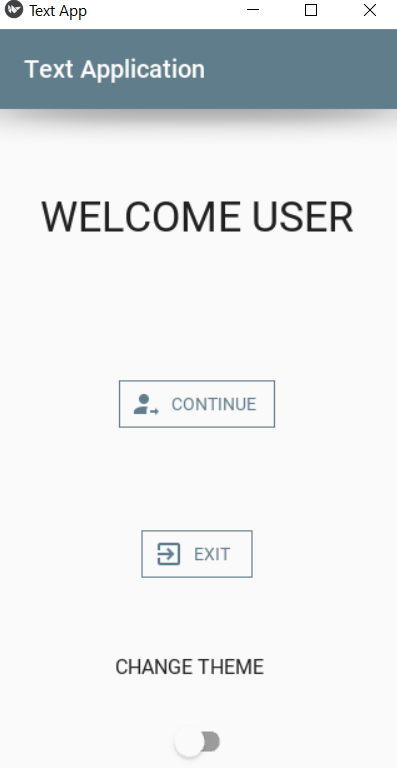 Text App
Text Application
WELCOME USER
CONTINUE
EXIT
CHANGE THEME